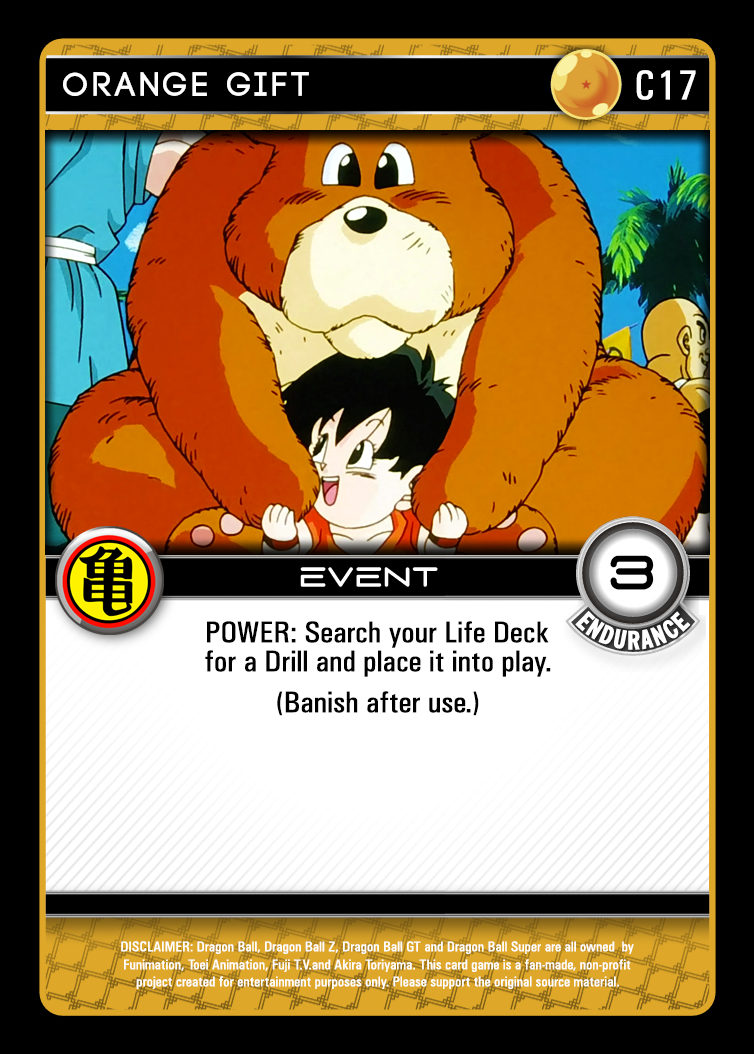 ORANGE GIFT
C17
亀
EVENT
3
ENDURANCE
POWER: Search your Life Deck
for a Drill and place it into play.
(Banish after use.)
DISCLAIMER: Dragon Ball, Dragon Ball Z, Dragon Ball GT and Dragon Ball Super are all owned by
Funimation, Toei Animation, Fuji T.V.and Akira Toriyama. This card game is a fan-made, non-profit
project created for entertainment purposes only. Please support the original source material.